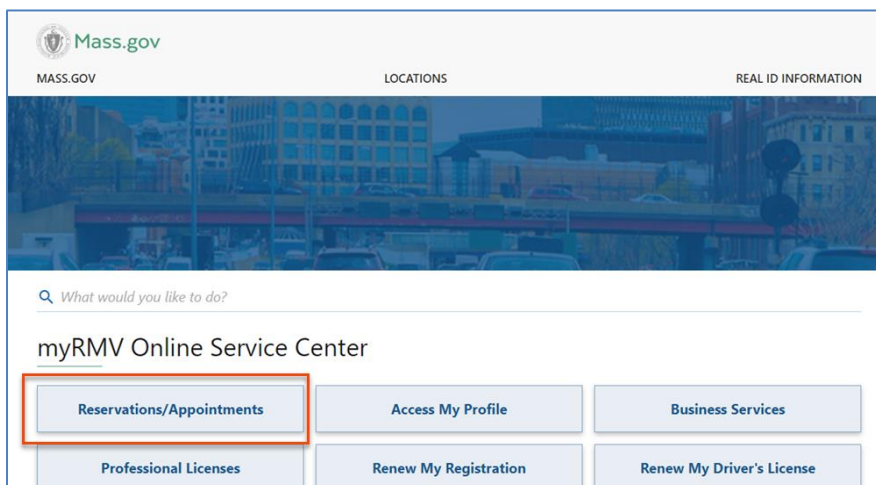 Mass.gov
MASS.GOV LOCATIONS REAL ID INFORMATION
What would you like to do?
myRMV Online Service Center
Reservations/Appointments Access My Profile Business Services
Professional Licenses Renew My Registration Renew My Driver's License